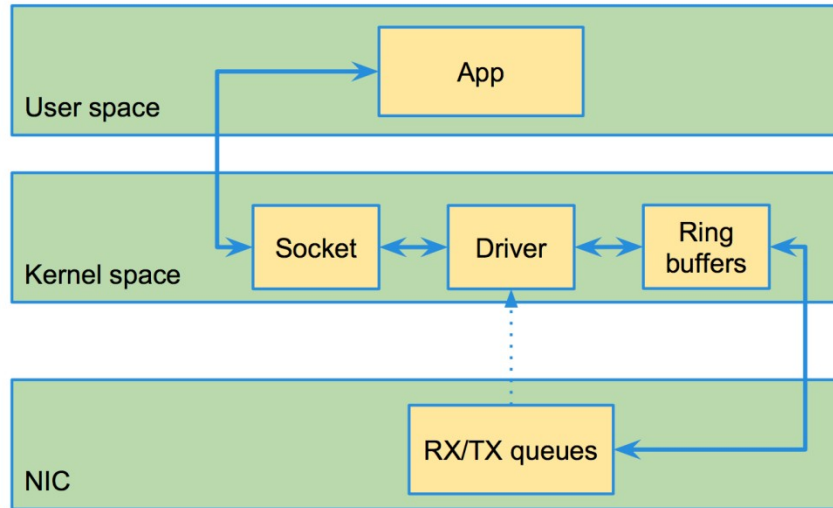 App
User space
Socket
Driver
Ring
buffers
Kernel space
RX/TX queues
NIC